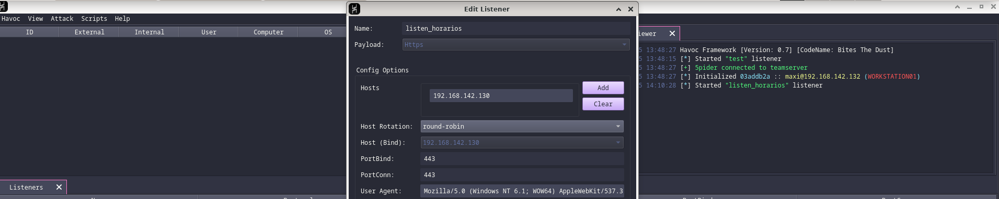 Edit Listener
Havoc View Attack Scripts Help
ID External Internal User Computer OS
Name: listen_horarios
Payload: Https
Config Options
Hosts
192.168.142.130
Add
Clear
Host Rotation: round-robin
Host (Bind): 192.168.142.130
PortBind: 443
PortConn: 443
User Agent: Mozilla/5.0 (Windows NT 6.1; WOW64) AppleWebKit/537.3
iewer
5 13:48:27 Havoc Framework [Version: 0.7] [CodeName: Bites The Dust]
5 13:48:15 [*] Started "test" listener
5 13:48:27 [+] 5pider connected to teamserver
5 13:48:27 [*] Initialized 03addb2a :: maxi@192.168.142.132 (WORKSTATION01)
5 14:10:28 [*] Started "listen_horarios" listener
Listeners